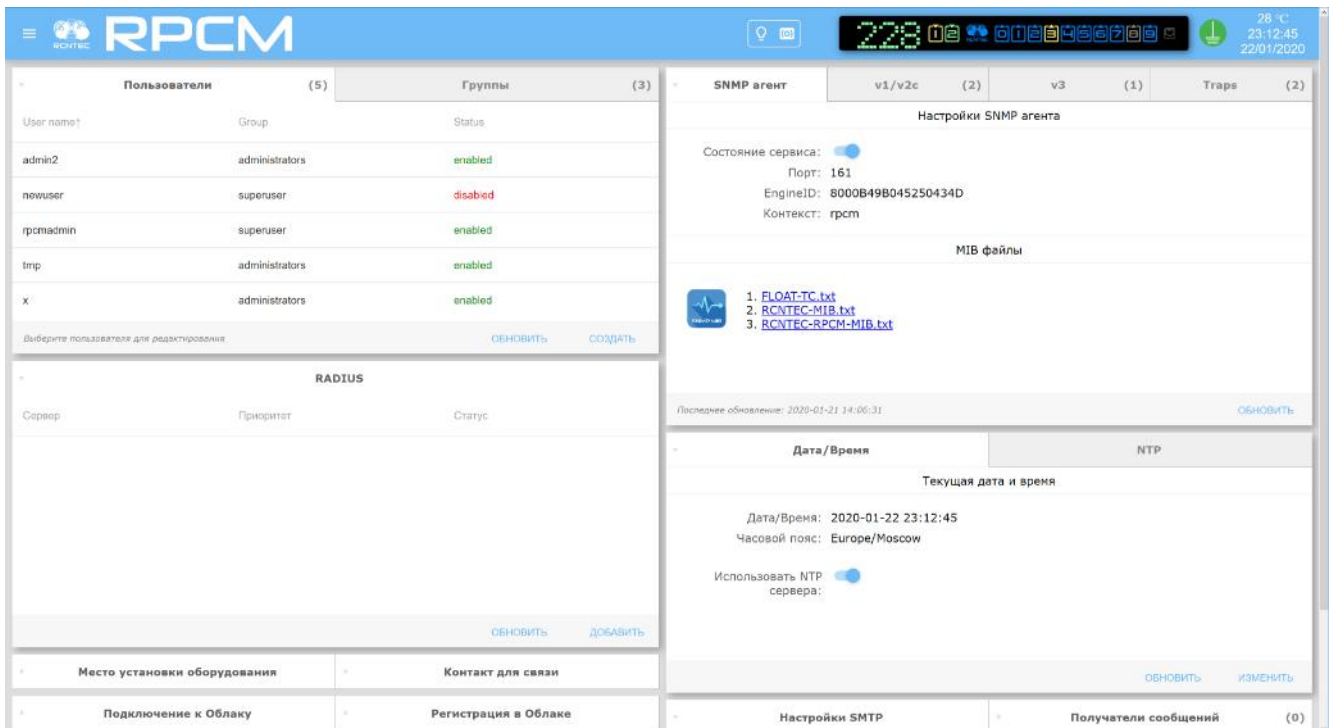 RCNTEC RPCM
228
12
0123456789
28 °C
23:12:45
22/01/2020
Пользователи (5) Группы (3)
User name↑ Group Status
admin2 administrators enabled
newuser superuser disabled
rpcmadmin superuser enabled
tmp administrators enabled
x administrators enabled
Выберите пользователя для редактирования ОБНОВИТЬ СОЗДАТЬ
RADIUS
Сервер Приоритет Статус
ОБНОВИТЬ ДОБАВИТЬ
Место установки оборудования Контакт для связи
Подключение к Облаку Регистрация в Облаке
SNMP агент v1/v2c (2) v3 (1) Traps (2)
Настройки SNMP агента
Состояние сервиса:
Порт: 161
EngineID: 8000B49B045250434D
Контекст: rpcm
MIB файлы
1. FLOAT-TC.txt
2. RCNTEC-MIB.txt
3. RCNTEC-RPCM-MIB.txt
Последнее обновление: 2020-01-21 14:06:31 ОБНОВИТЬ
Дата/Время NTP
Текущая дата и время
Дата/Время: 2020-01-22 23:12:45
Часовой пояс: Europe/Moscow
Использовать NTP
сервера:
ОБНОВИТЬ ИЗМЕНИТЬ
Настройки SMTP Получатели сообщений (0)